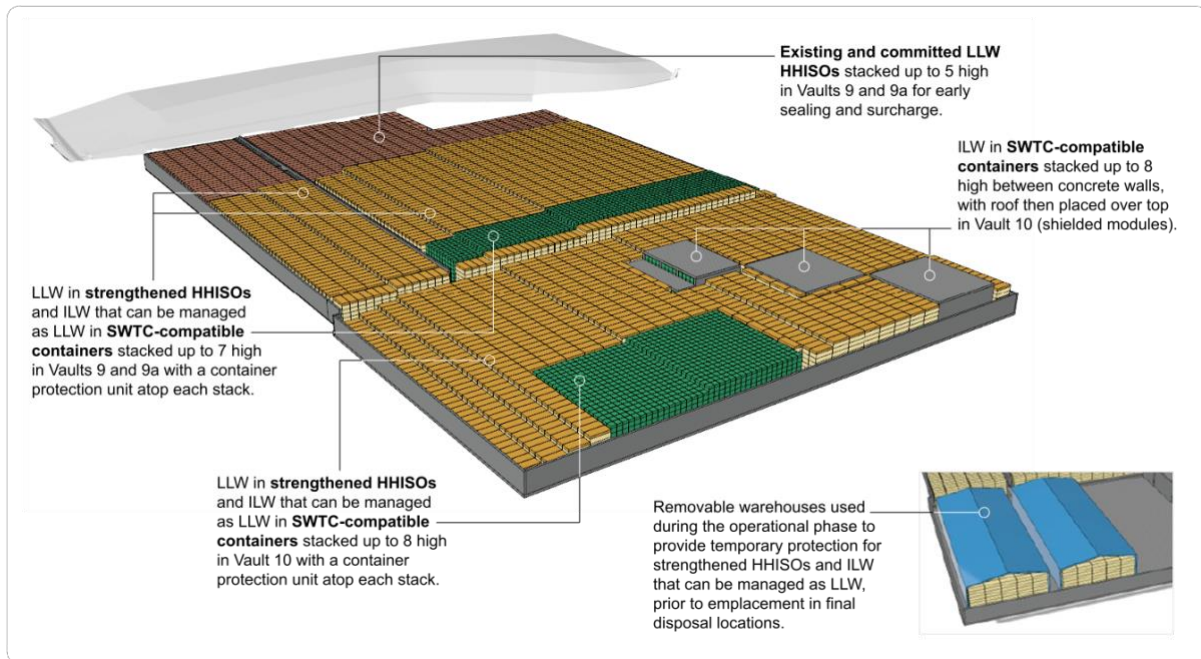 Existing and committed LLW
HHISOs stacked up to 5 high
in Vaults 9 and 9a for early
sealing and surcharge.
ILW in SWTC-compatible
containers stacked up to 8
high between concrete walls,
with roof then placed over top
in Vault 10 (shielded modules).
LLW in strengthened HHISOs
and ILW that can be managed
as LLW in SWTC-compatible
containers stacked up to 7 high
in Vaults 9 and 9a with a container
protection unit atop each stack.
LLW in strengthened HHISOs
and ILW that can be managed
as LLW in SWTC-compatible
containers stacked up to 8 high
in Vault 10 with a container
protection unit atop each stack.
Removable warehouses used
during the operational phase to
provide temporary protection for
strengthened HHISOs and ILW
that can be managed as LLW,
prior to emplacement in final
disposal locations.